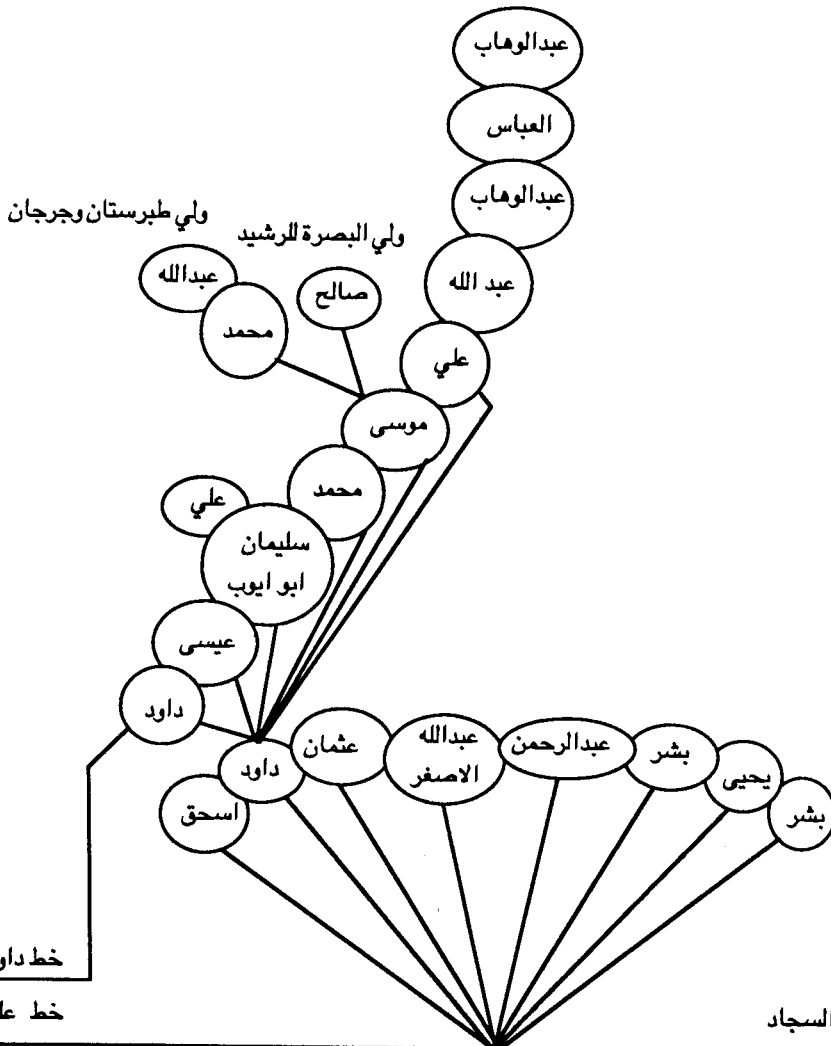 عبدالوهاب
العباس
عبدالوهاب
ولي طبرستان وجرجان
ولي البصرة للرشيد
عبدالله
عبد الله
صالح
محمد
علي
موسى
محمد
علي
سليمان
ابو ايوب
عيسى
داود
بشر
يحيى
بشر
عبدالرحمن
عبدالله
الاصغر
عثمان
داود
اسحق
خط داو
خط عل
السجاد